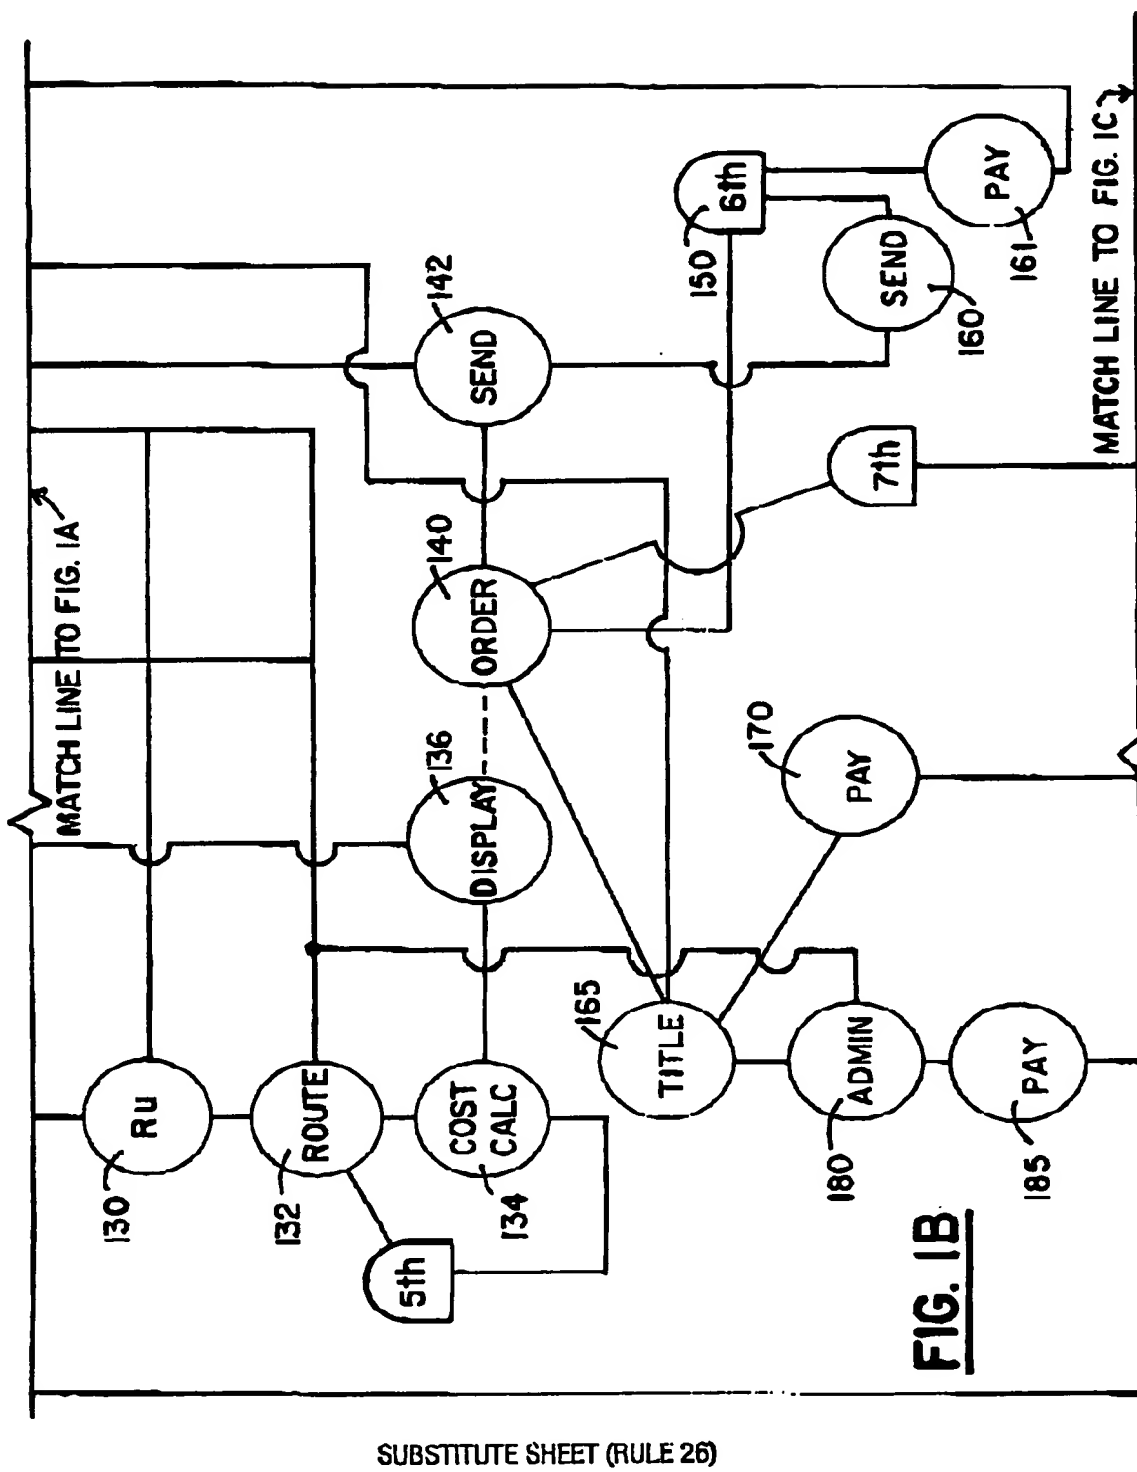 MATCH LINE TO FIG. 1A
Ru
130
ROUTE
132
5th
COST
CALC
134
DISPLAY
136
ORDER
140
SEND
142
6th
150
SEND
160
PAY
161
7th
TITLE
165
PAY
170
ADMIN
180
PAY
185
MATCH LINE TO FIG. 1C
FIG. 1B
SUBSTITUTE SHEET (RULE 26)